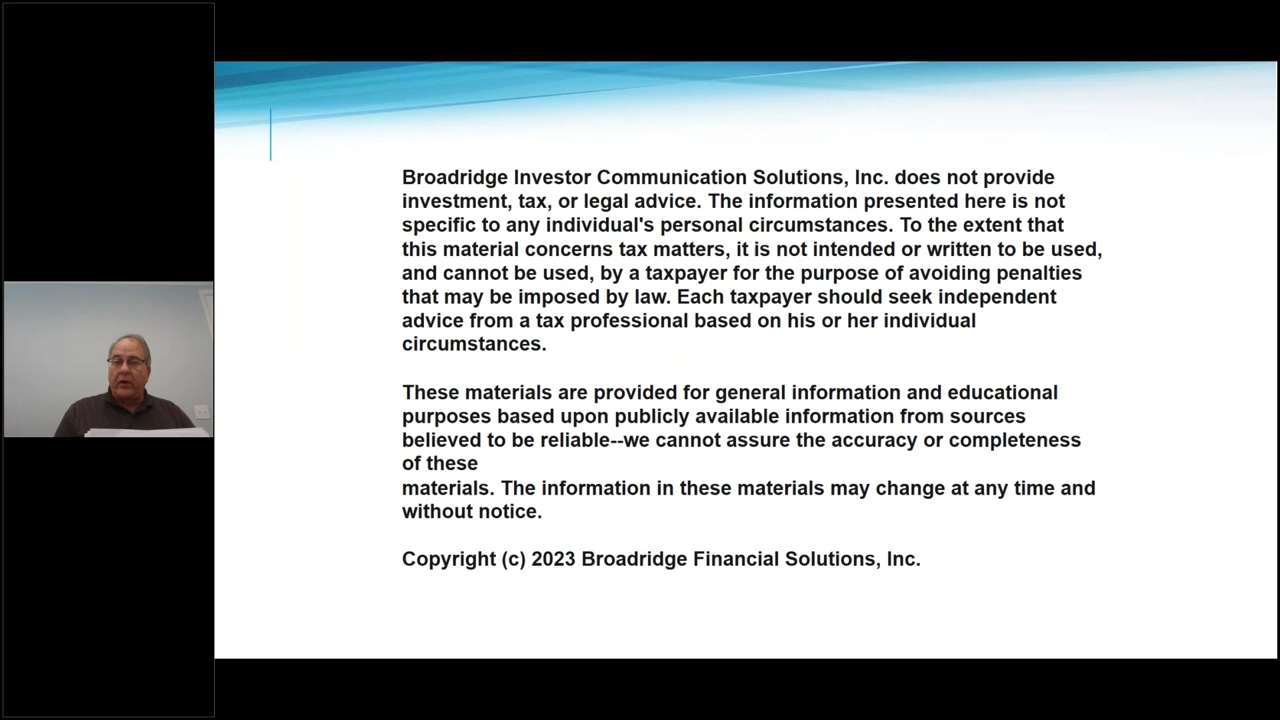 Broadridge Investor Communication Solutions, Inc. does not provide
investment, tax, or legal advice. The information presented here is not
specific to any individual's personal circumstances. To the extent that
this material concerns tax matters, it is not intended or written to be used,
and cannot be used, by a taxpayer for the purpose of avoiding penalties
that may be imposed by law. Each taxpayer should seek independent
advice from a tax professional based on his or her individual
circumstances.
These materials are provided for general information and educational
purposes based upon publicly available information from sources
believed to be reliable--we cannot assure the accuracy or completeness
of these
materials. The information in these materials may change at any time and
without notice.
Copyright (c) 2023 Broadridge Financial Solutions, Inc.